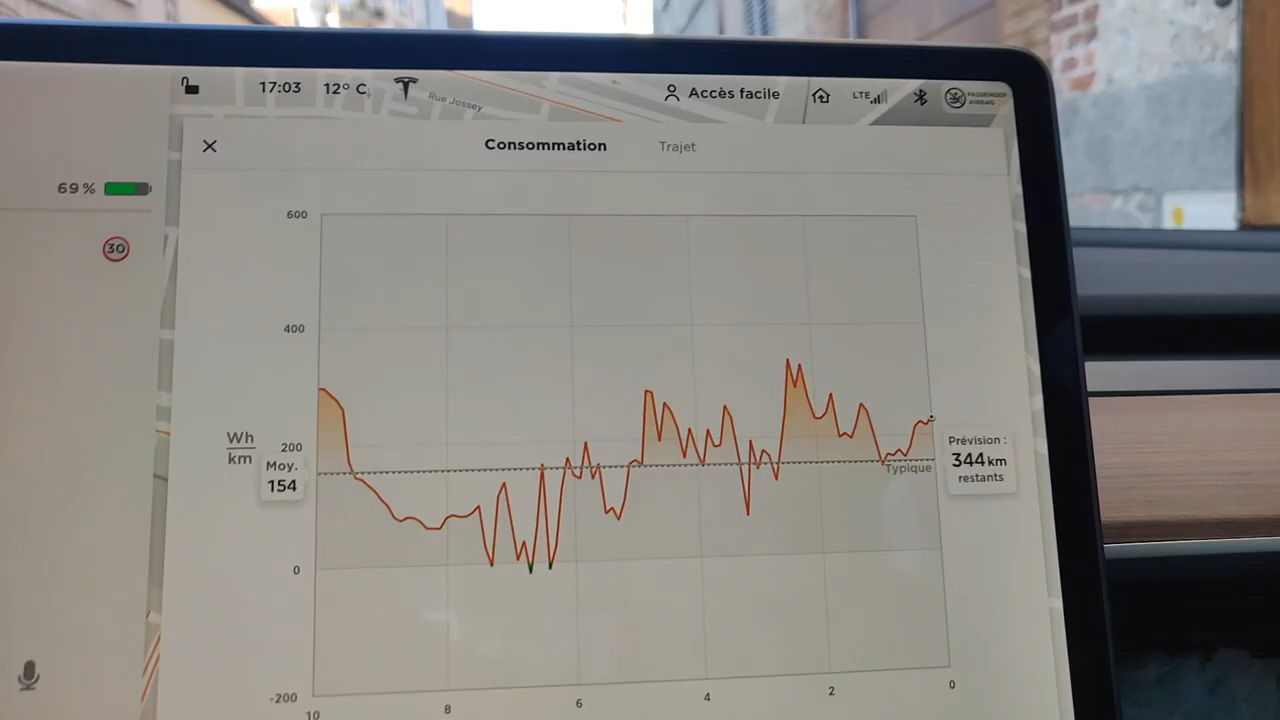 17:03
12° C
Rue Jossey
Accès facile
LTE
PASSENGER
AIRBAG
Consommation
Trajet
69 %
30
600
400
200
0
-200
Wh
km
Moy.
154
Typique
Prévision :
344 km
restants
10
8
6
4
2
0